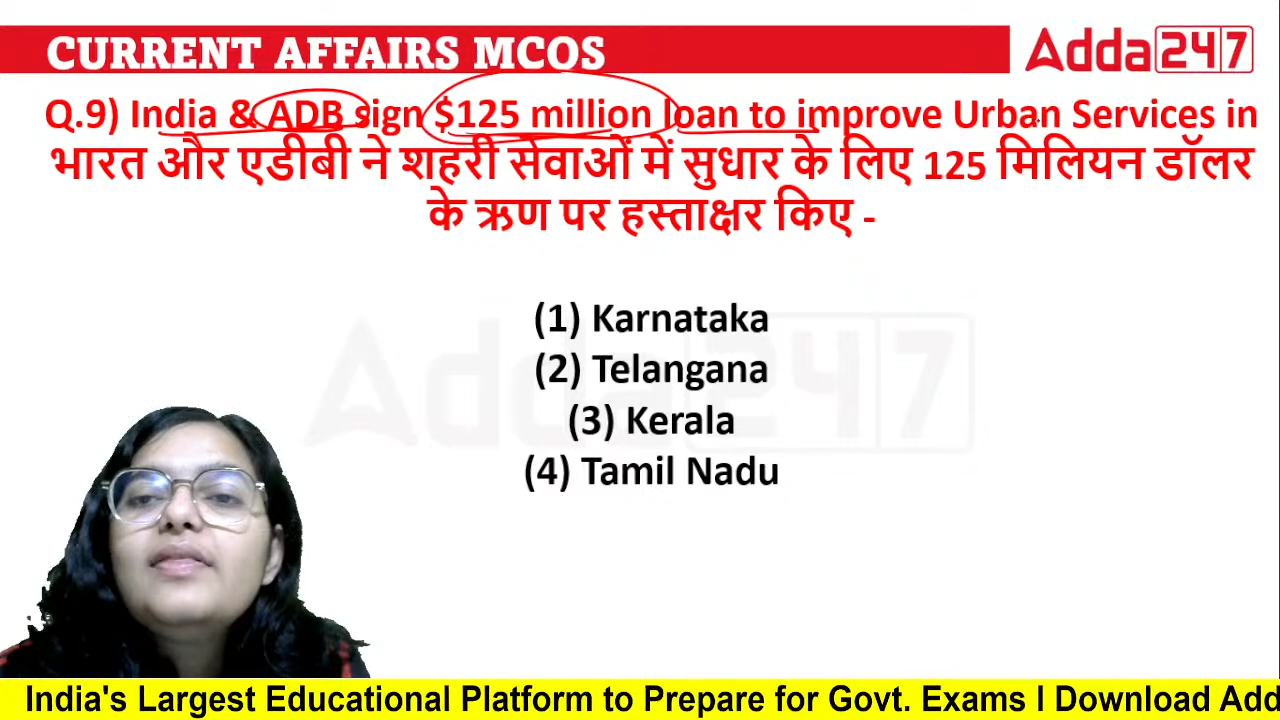 CURRENT AFFAIRS MCOS
Adda247
Q.9) India & ADB sign $125 million loan to improve Urban Services in
भारत और एडीबी ने शहरी सेवाओं में सुधार के लिए 125 मिलियन डॉलर
के ऋण पर हस्ताक्षर किए -
Adda247
(1) Karnataka
(2) Telangana
(3) Kerala
(4) Tamil Nadu
India's Largest Educational Platform to Prepare for Govt. Exams I Download Add